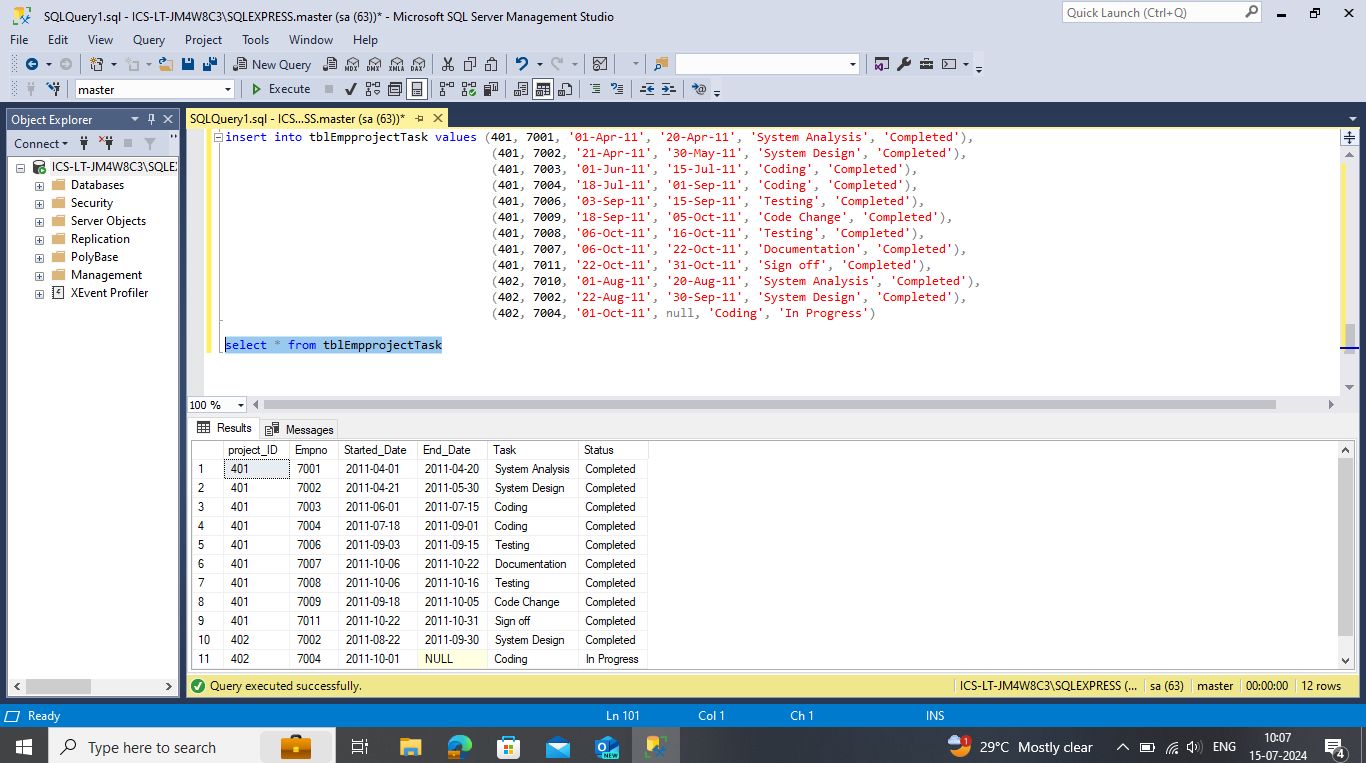 SQLQuery1.sql - ICS-LT-JM4W8C3\SQLEXPRESS.master (sa (63))* - Microsoft SQL Server Management Studio
Quick Launch (Ctrl+Q)
File Edit View Query Project Tools Window Help
New Query MDX DMX XMLA DAX
master Execute
Object Explorer
SQLQuery1.sql - ICS...SS.master (sa (63))*
Connect
ICS-LT-JM4W8C3\SQLEX
Databases
Security
Server Objects
Replication
PolyBase
Management
XEvent Profiler
insert into tblEmpprojectTask values (401, 7001, '01-Apr-11', '20-Apr-11', 'System Analysis', 'Completed'),
(401, 7002, '21-Apr-11', '30-May-11', 'System Design', 'Completed'),
(401, 7003, '01-Jun-11', '15-Jul-11', 'Coding', 'Completed'),
(401, 7004, '18-Jul-11', '01-Sep-11', 'Coding', 'Completed'),
(401, 7006, '03-Sep-11', '15-Sep-11', 'Testing', 'Completed'),
(401, 7009, '18-Sep-11', '05-Oct-11', 'Code Change', 'Completed'),
(401, 7008, '06-Oct-11', '16-Oct-11', 'Testing', 'Completed'),
(401, 7007, '06-Oct-11', '22-Oct-11', 'Documentation', 'Completed'),
(401, 7011, '22-Oct-11', '31-Oct-11', 'Sign off', 'Completed'),
(402, 7010, '01-Aug-11', '20-Aug-11', 'System Analysis', 'Completed'),
(402, 7002, '22-Aug-11', '30-Sep-11', 'System Design', 'Completed'),
(402, 7004, '01-Oct-11', null, 'Coding', 'In Progress')
select * from tblEmpprojectTask
100 %
Results Messages
project_ID Empno Started_Date End_Date Task Status
1 401 7001 2011-04-01 2011-04-20 System Analysis Completed
2 401 7002 2011-04-21 2011-05-30 System Design Completed
3 401 7003 2011-06-01 2011-07-15 Coding Completed
4 401 7004 2011-07-18 2011-09-01 Coding Completed
5 401 7006 2011-09-03 2011-09-15 Testing Completed
6 401 7007 2011-10-06 2011-10-22 Documentation Completed
7 401 7008 2011-10-06 2011-10-16 Testing Completed
8 401 7009 2011-09-18 2011-10-05 Code Change Completed
9 401 7011 2011-10-22 2011-10-31 Sign off Completed
10 402 7002 2011-08-22 2011-09-30 System Design Completed
11 402 7004 2011-10-01 NULL Coding In Progress
Query executed successfully. ICS-LT-JM4W8C3\SQLEXPRESS (... sa (63) master 00:00:00 12 rows
Ready Ln 101 Col 1 Ch 1 INS
Type here to search NEW 1 29°C Mostly clear ENG 10:07
15-07-2024 4